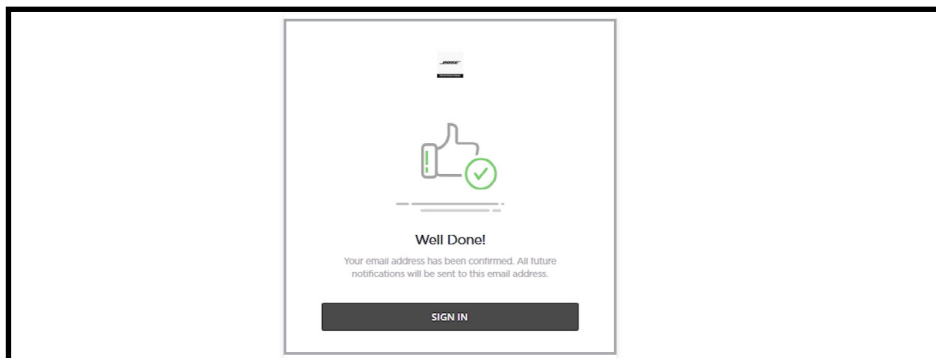 BOSE
Well Done!
Your email address has been confirmed. All future
notifications will be sent to this email address.
SIGN IN